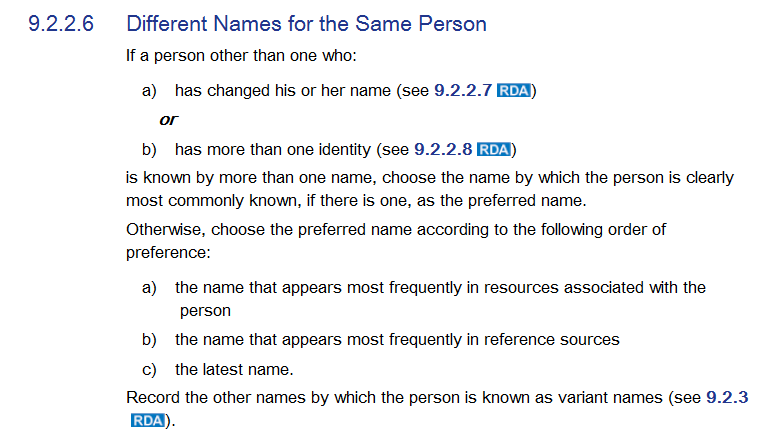 9.2.2.6 Different Names for the Same Person
If a person other than one who:
a) has changed his or her name (see 9.2.2.7 RDA)
or
b) has more than one identity (see 9.2.2.8 RDA)
is known by more than one name, choose the name by which the person is clearly
most commonly known, if there is one, as the preferred name.
Otherwise, choose the preferred name according to the following order of
preference:
a) the name that appears most frequently in resources associated with the
person
b) the name that appears most frequently in reference sources
c) the latest name.
Record the other names by which the person is known as variant names (see 9.2.3
RDA).